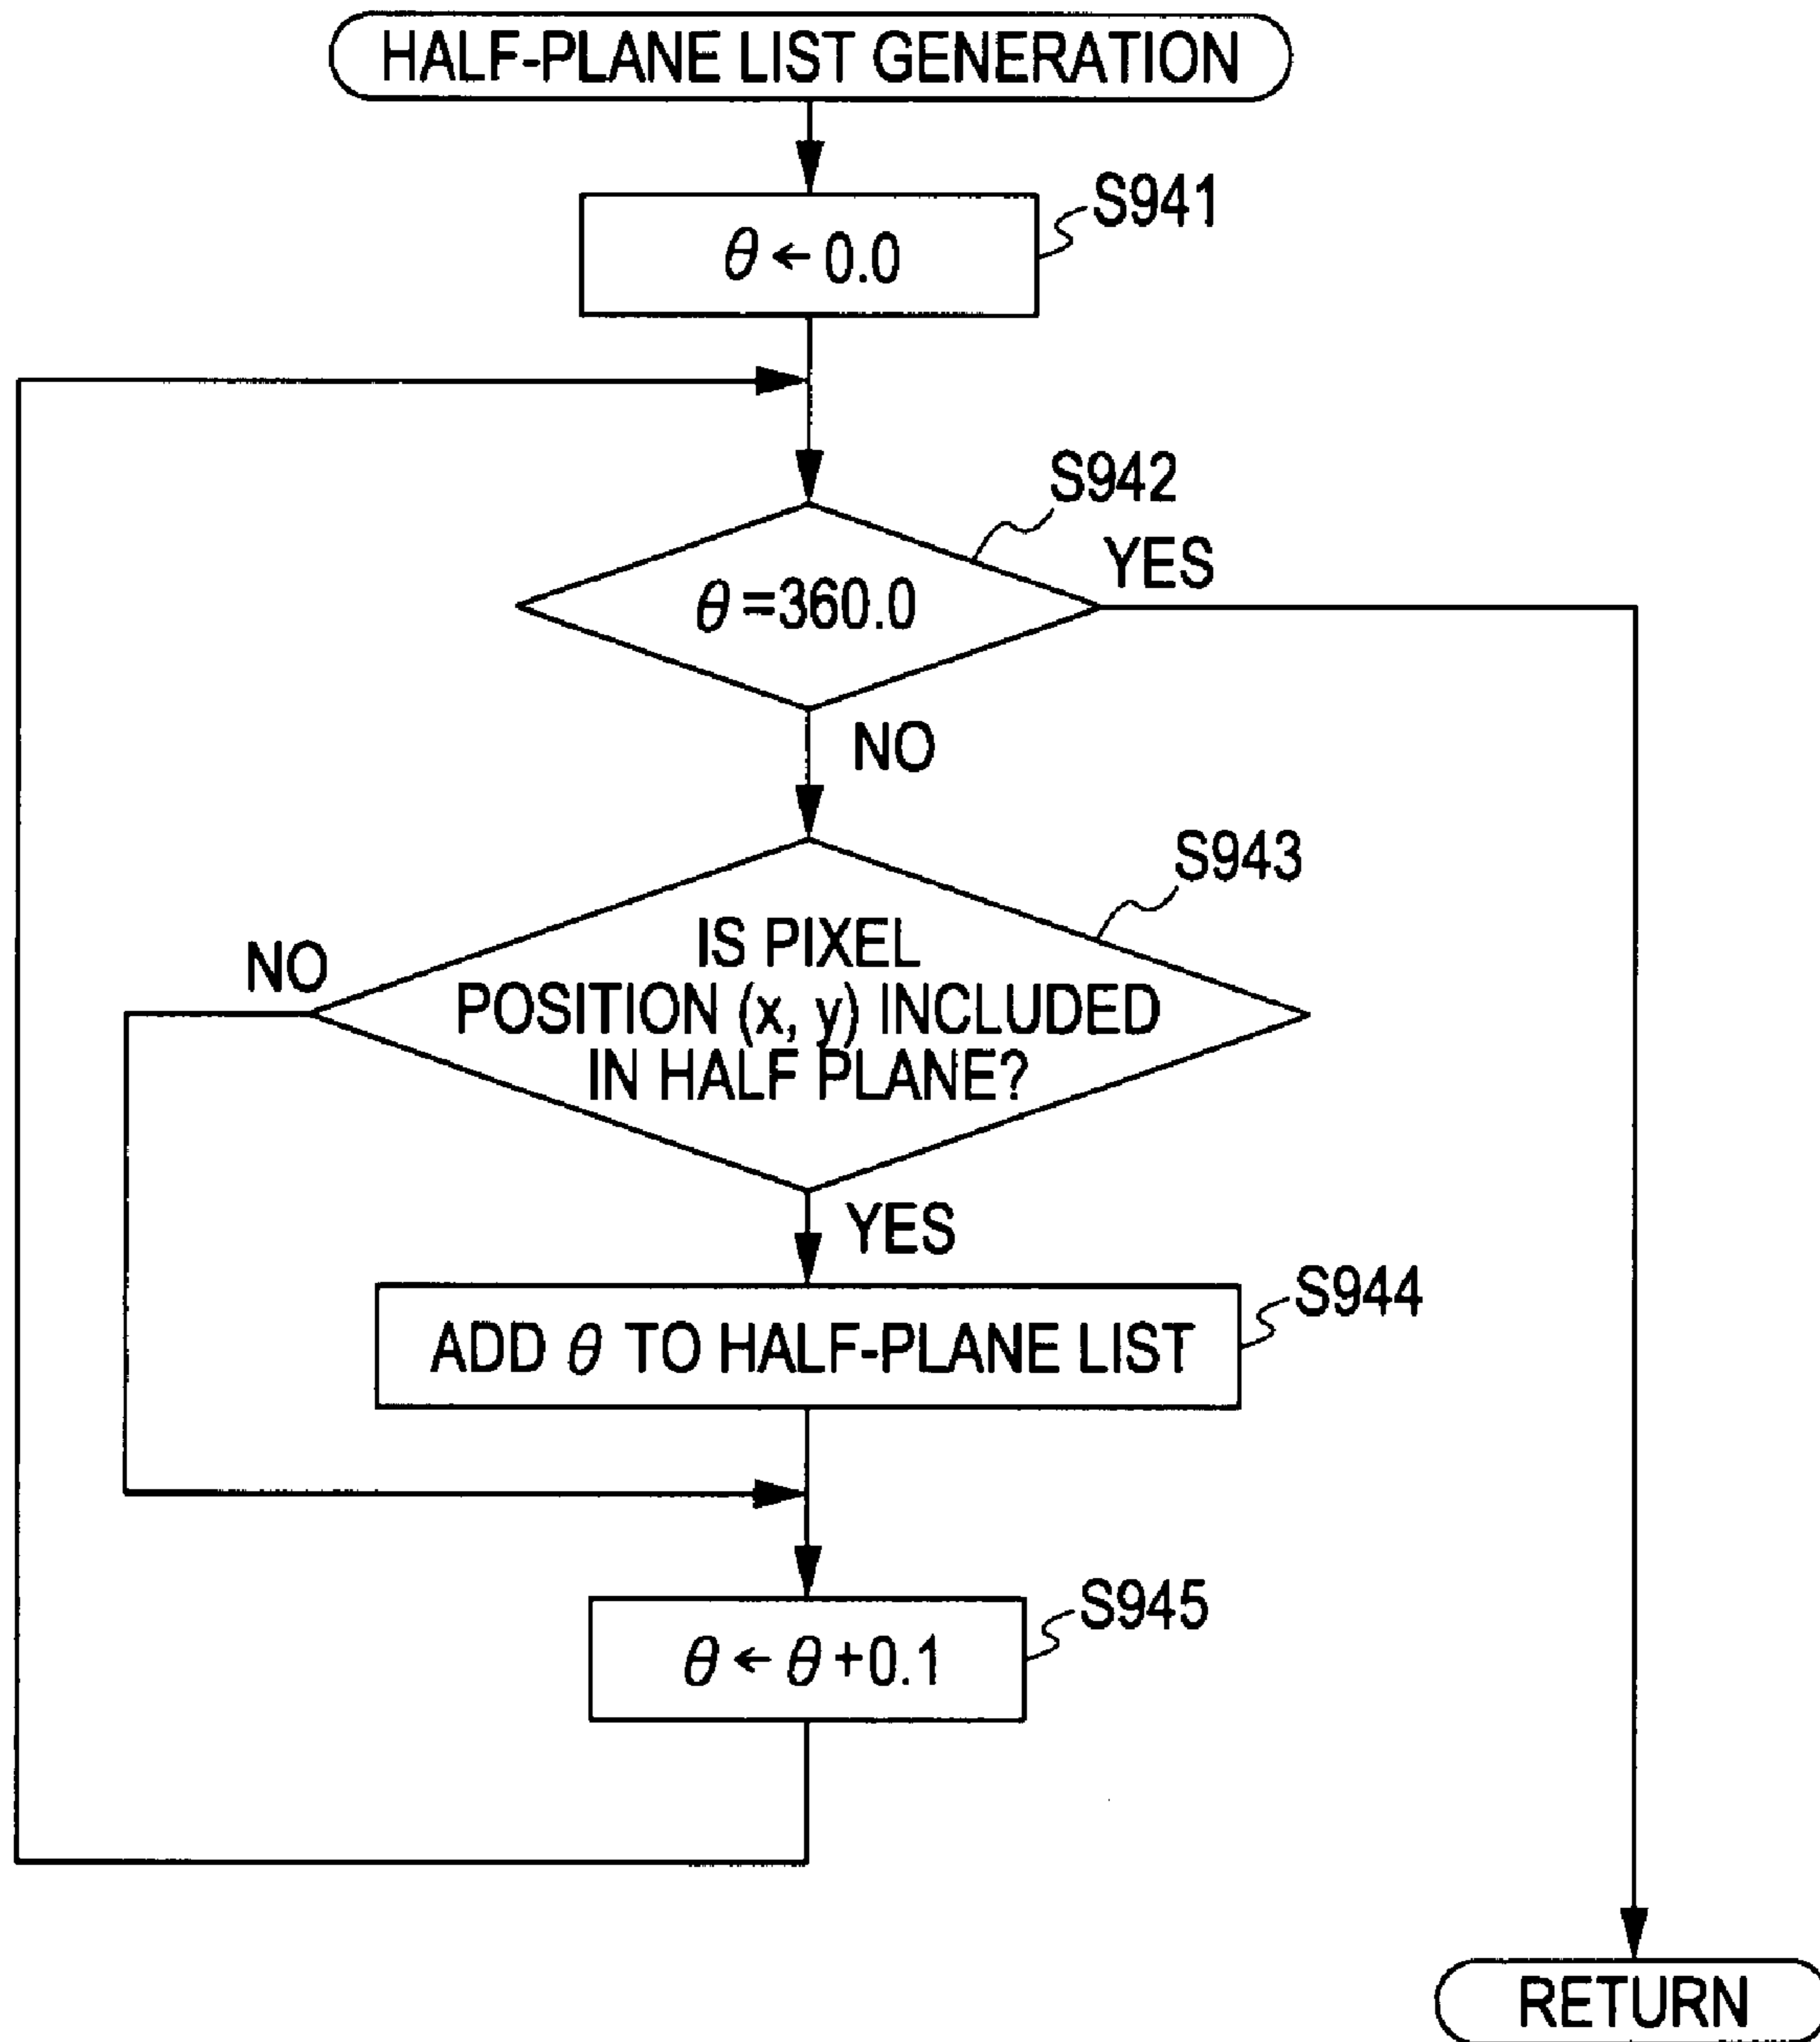 HALF-PLANE LIST GENERATION
S941
θ ← 0.0
S942
YES
θ =360.0
NO
S943
IS PIXEL
NO
POSITION (x, y) INCLUDED
IN HALF PLANE?
YES
S944
ADD θ TO HALF-PLANE LIST
S945
θ ← θ +0.1
RETURN